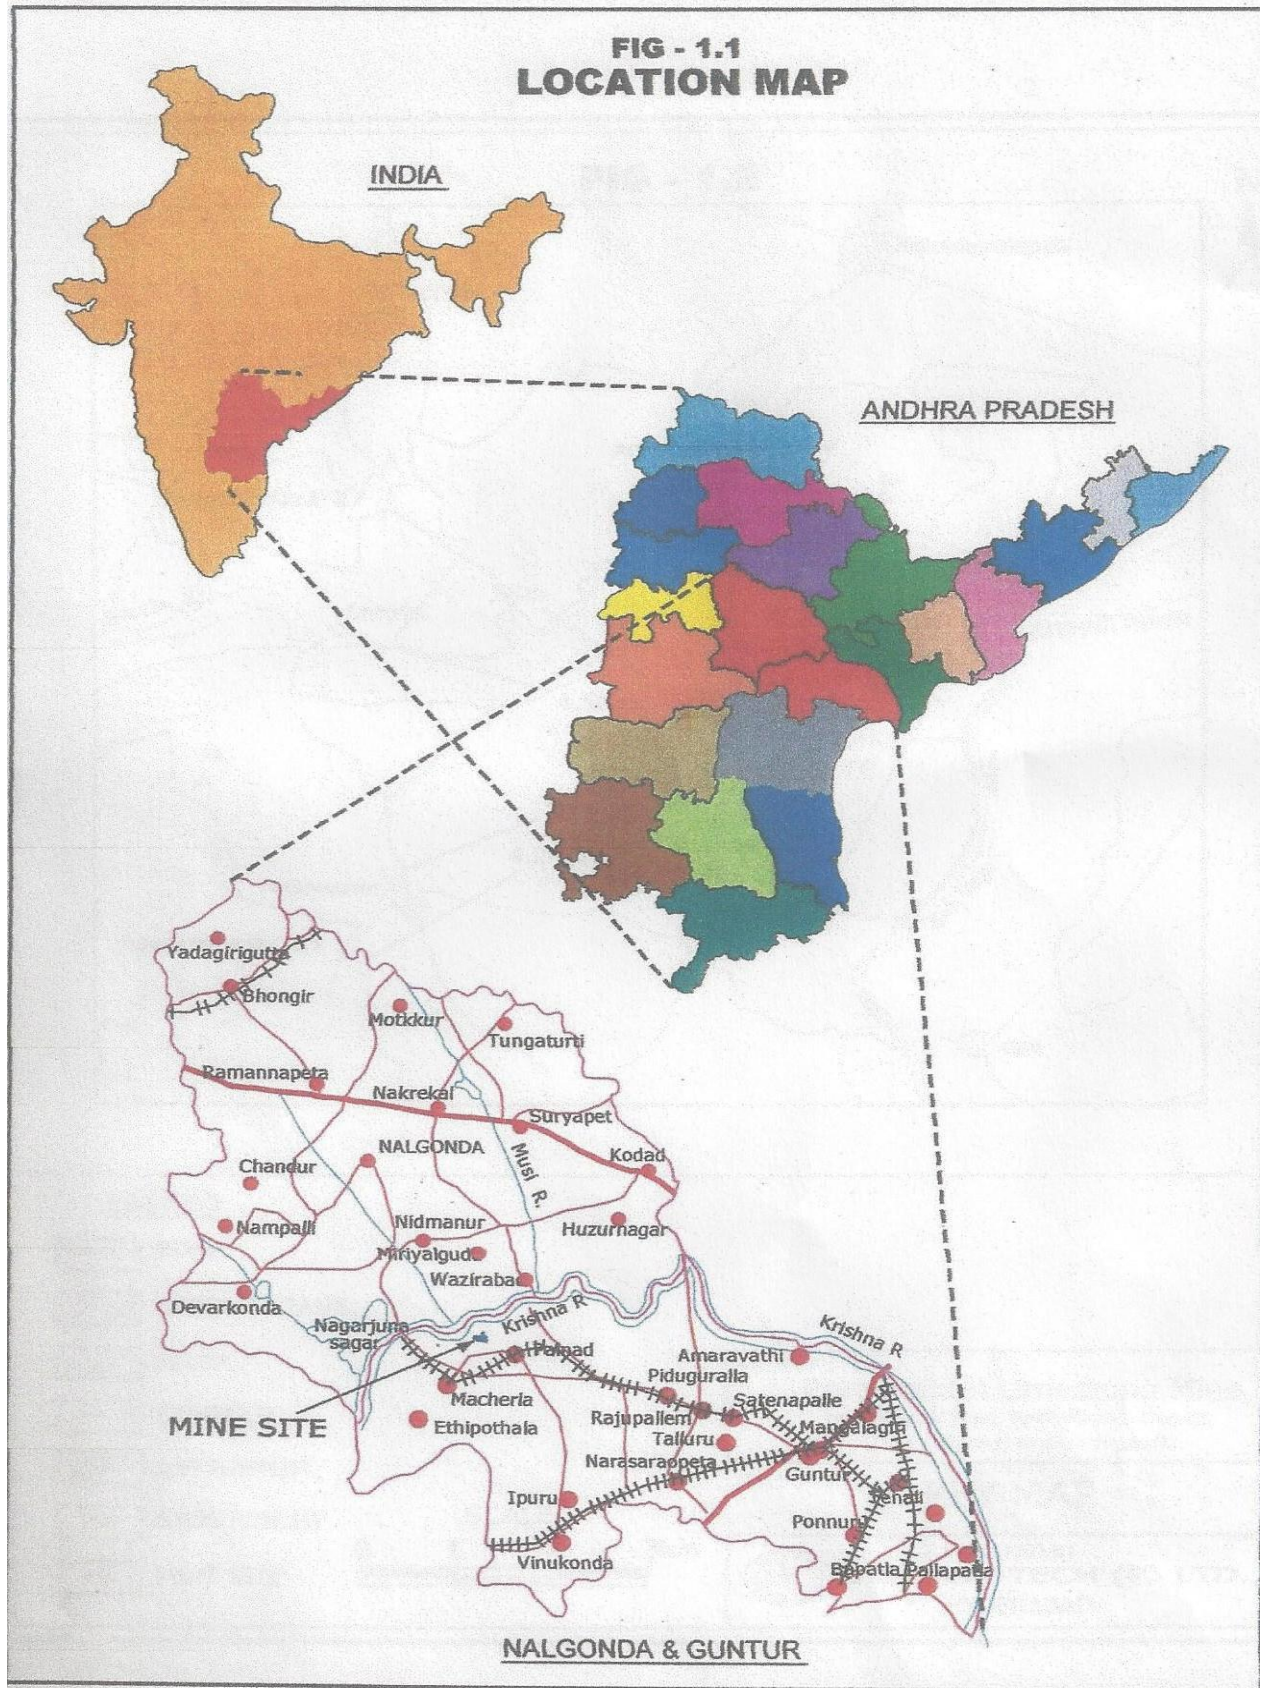 FIG - 1.1
LOCATION MAP
INDIA
ANDHRA PRADESH
Yadagirigutta
Bhongir
Motkkur
Tungaturti
Ramannapeta
Nakrekal
Suryapet
NALGONDA
Kodad
Musi R.
Chandur
Nampalli
Nidmanur
Huzurnagar
Miriyalguda
Wazirabad
Devarkonda
Nagarjuna
sagar
Krishna R
Krishna R
Palnad
Amaravathi
Piduguralla
Macherla
Satenapalle
MINE SITE
Ethipothala
Rajupallem
Mangalagiri
Talluru
Narasaraopeta
Guntur
Tenali
Ipuru
Ponnuru
Vinukonda
Bapatla
Pallapatla
NALGONDA & GUNTUR